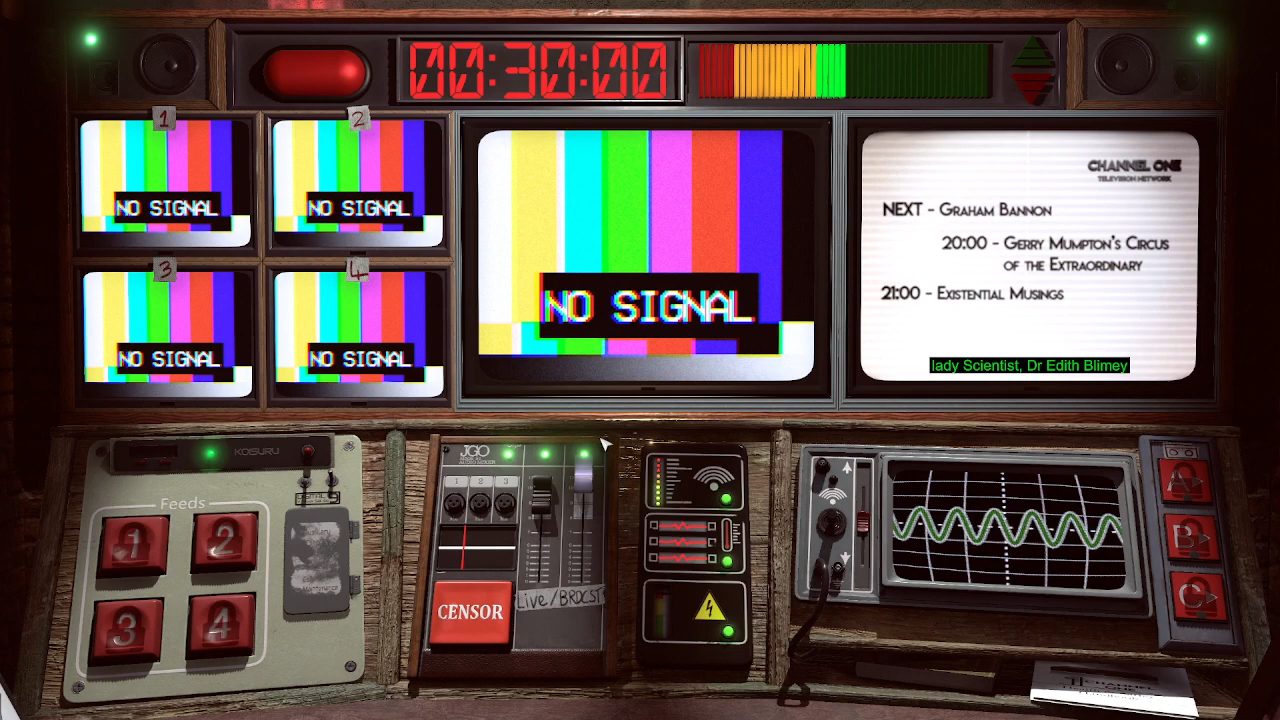 00:30:00
1
2
NO SIGNAL
NO SIGNAL
3
4
NO SIGNAL
NO SIGNAL
NO SIGNAL
CHANNEL ONE
TELEVISION NETWORK
NEXT - GRAHAM BANNON
20:00 - GERRY MUMPTON'S CIRCUS
OF THE EXTRAORDINARY
21:00 - EXISTENTIAL MUSINGS
lady Scientist, Dr Edith Blimey
KOISURU
Feeds
1
2
3
4
JGO
1 2 3
CENSOR
Live/BRDCST
A
B
C